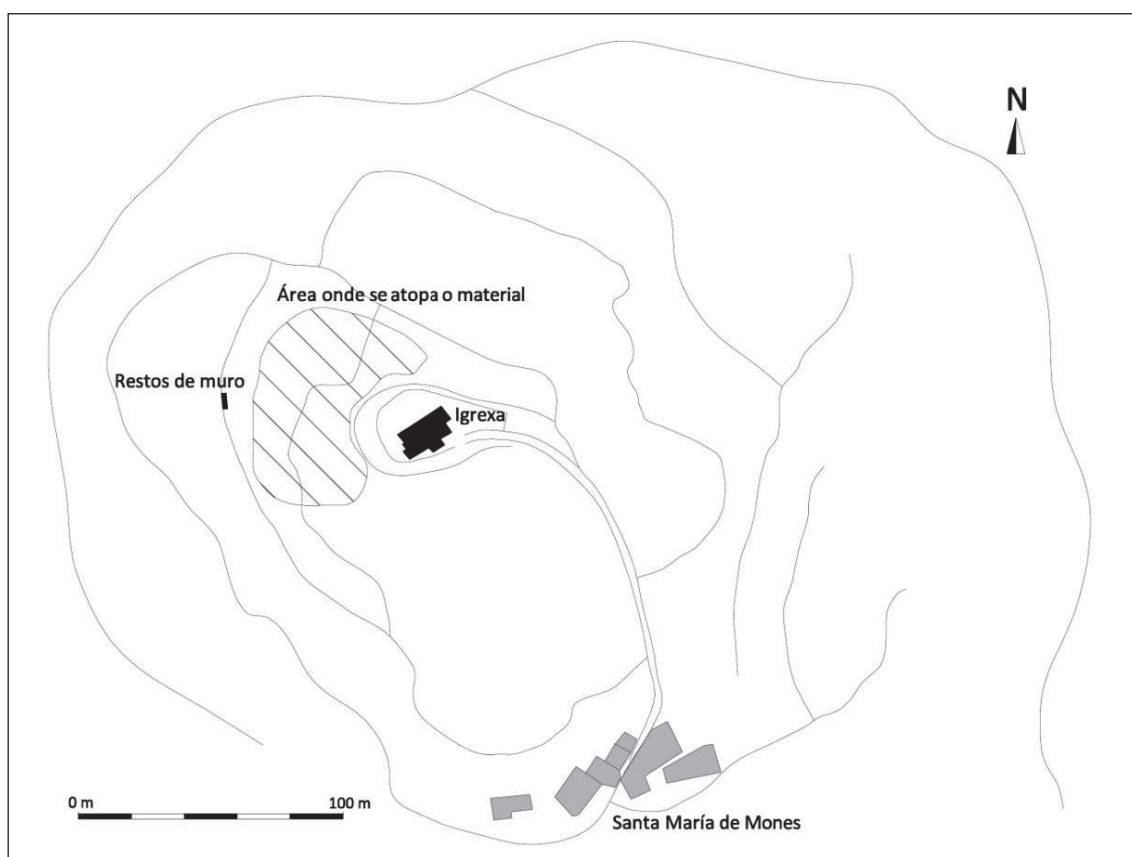 N
Área onde se atopa o material
Restos de muro
Igrexa
0 m
100 m
Santa María de Mones